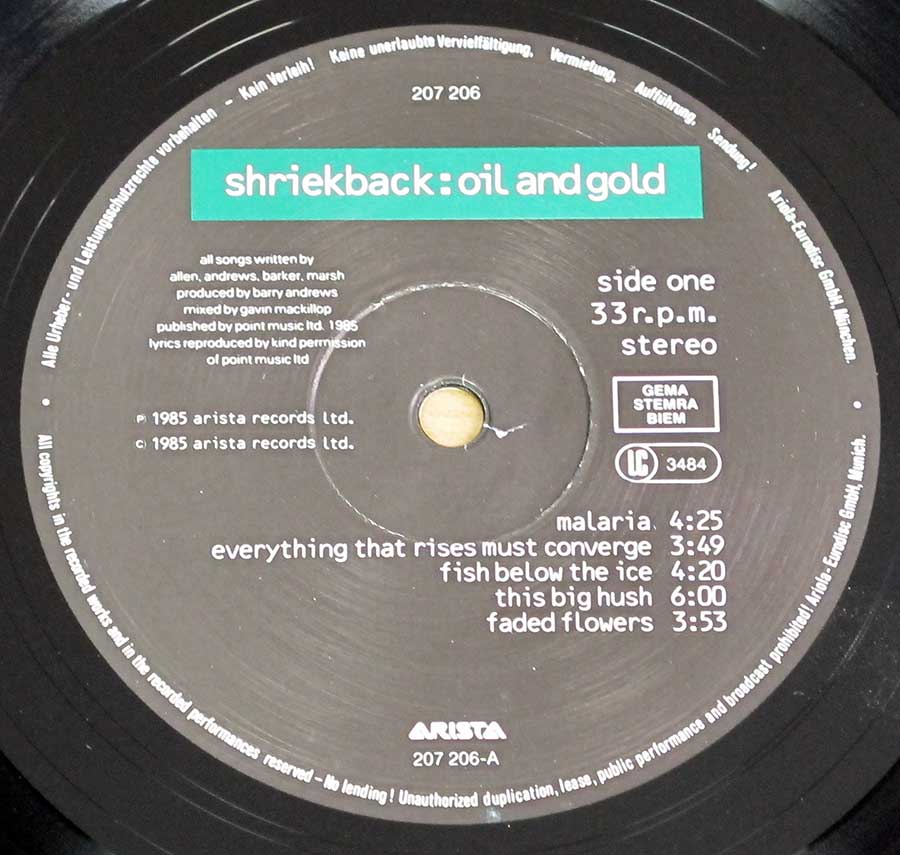 Alle Urheber- und Leistungsschutzrechte vorbehalten – Kein Verleih! Keine unerlaubte Vervielfältigung, Vermietung, Aufführung, Sendung! Ariola-Eurodisc GmbH, München.
207 206
shriekback: oil and gold
all songs written by
allen, andrews, barker, marsh
produced by barry andrews
mixed by gavin mackillop
published by point music ltd. 1985
lyrics reproduced by kind permission
of point music ltd
side one
33 r.p.m.
stereo
GEMA
STEMRA
BIEM
LC 3484
℗ 1985 arista records ltd.
© 1985 arista records ltd.
malaria 4:25
everything that rises must converge 3:49
fish below the ice 4:20
this big hush 6:00
faded flowers 3:53
ARISTA
207 206-A
All copyrights in the recorded works and in the recorded performances reserved – No lending! Unauthorized duplication, lease, public performance and broadcast prohibited! Ariola-Eurodisc GmbH, Munich.